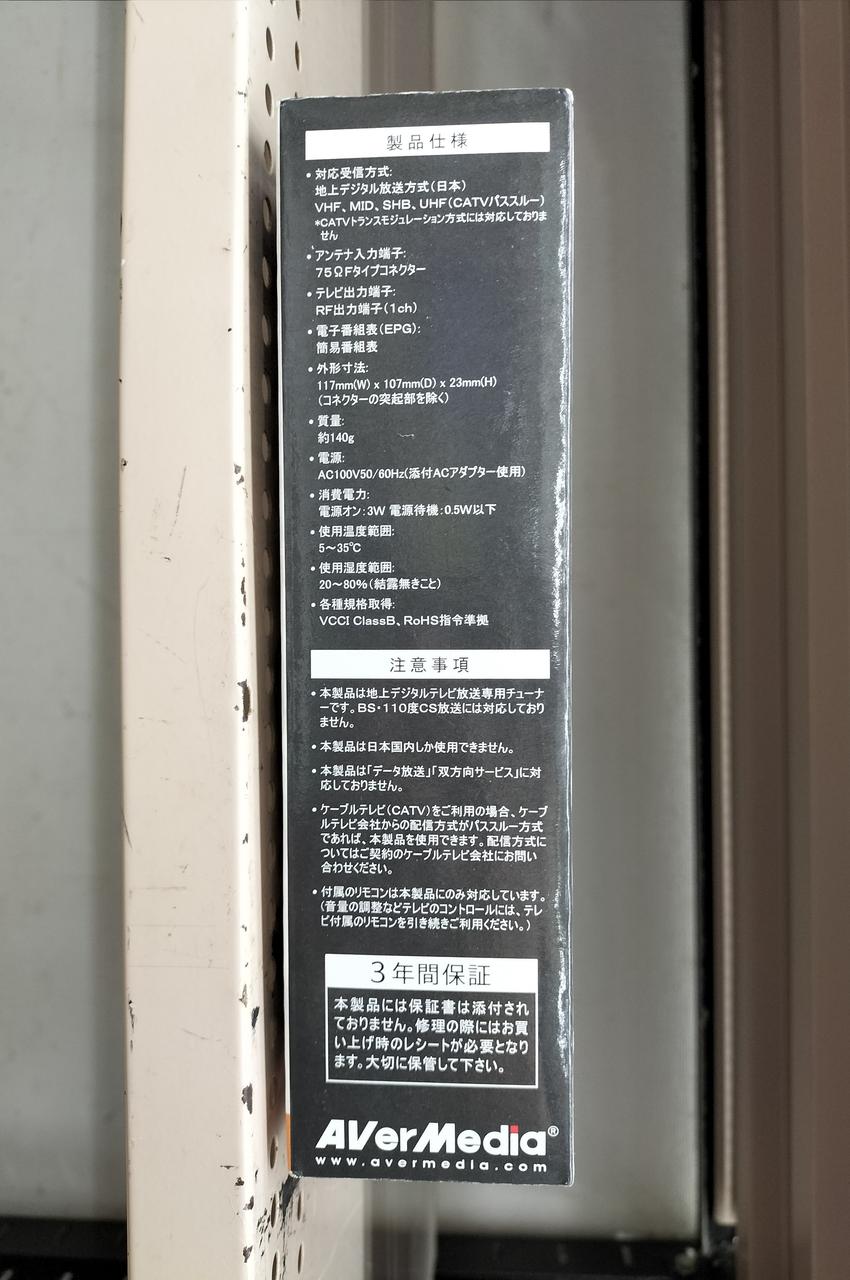 製品仕様
•対応受信方式:
地上デジタル放送方式(日本)
VHF、MID、SHB、UHF(CATVパススルー)
*CATVトランスモジュレーション方式には対応しておりま
せん
•アンテナ入力端子:
75ΩFタイプコネクター
•テレビ出力端子:
RF出力端子(1ch)
•電子番組表(EPG):
簡易番組表
•外形寸法:
117mm(W) x 107mm(D) x 23mm(H)
(コネクターの突起部を除く)
•質量:
約140g
•電源:
AC100V50/60Hz(添付ACアダプター使用)
•消費電力:
電源オン:3W 電源待機:0.5W以下
•使用温度範囲:
5～35℃
•使用湿度範囲:
20～80%(結露無きこと)
•各種規格取得:
VCCI ClassB、RoHS指令準拠
注意事項
•本製品は地上デジタルテレビ放送専用チューナ
ーです。BS・110度CS放送には対応しており
ません。
•本製品は日本国内しか使用できません。
•本製品は｢データ放送｣｢双方向サービス｣に対
応しておりません。
•ケーブルテレビ(CATV)をご利用の場合、ケーブ
ルテレビ会社からの配信方式がパススルー方式
であれば、本製品を使用できます。配信方式に
ついてはご契約のケーブルテレビ会社にお問い
合わせください。
•付属のリモコンは本製品にのみ対応しています。
(音量の調整などテレビのコントロールには、テレ
ビ付属のリモコンを引き続きご利用ください。)
3年間保証
本製品には保証書は添付され
ておりません。修理の際にはお買
い上げ時のレシートが必要となり
ます。大切に保管して下さい。
AVerMedia®
www.avermedia.com